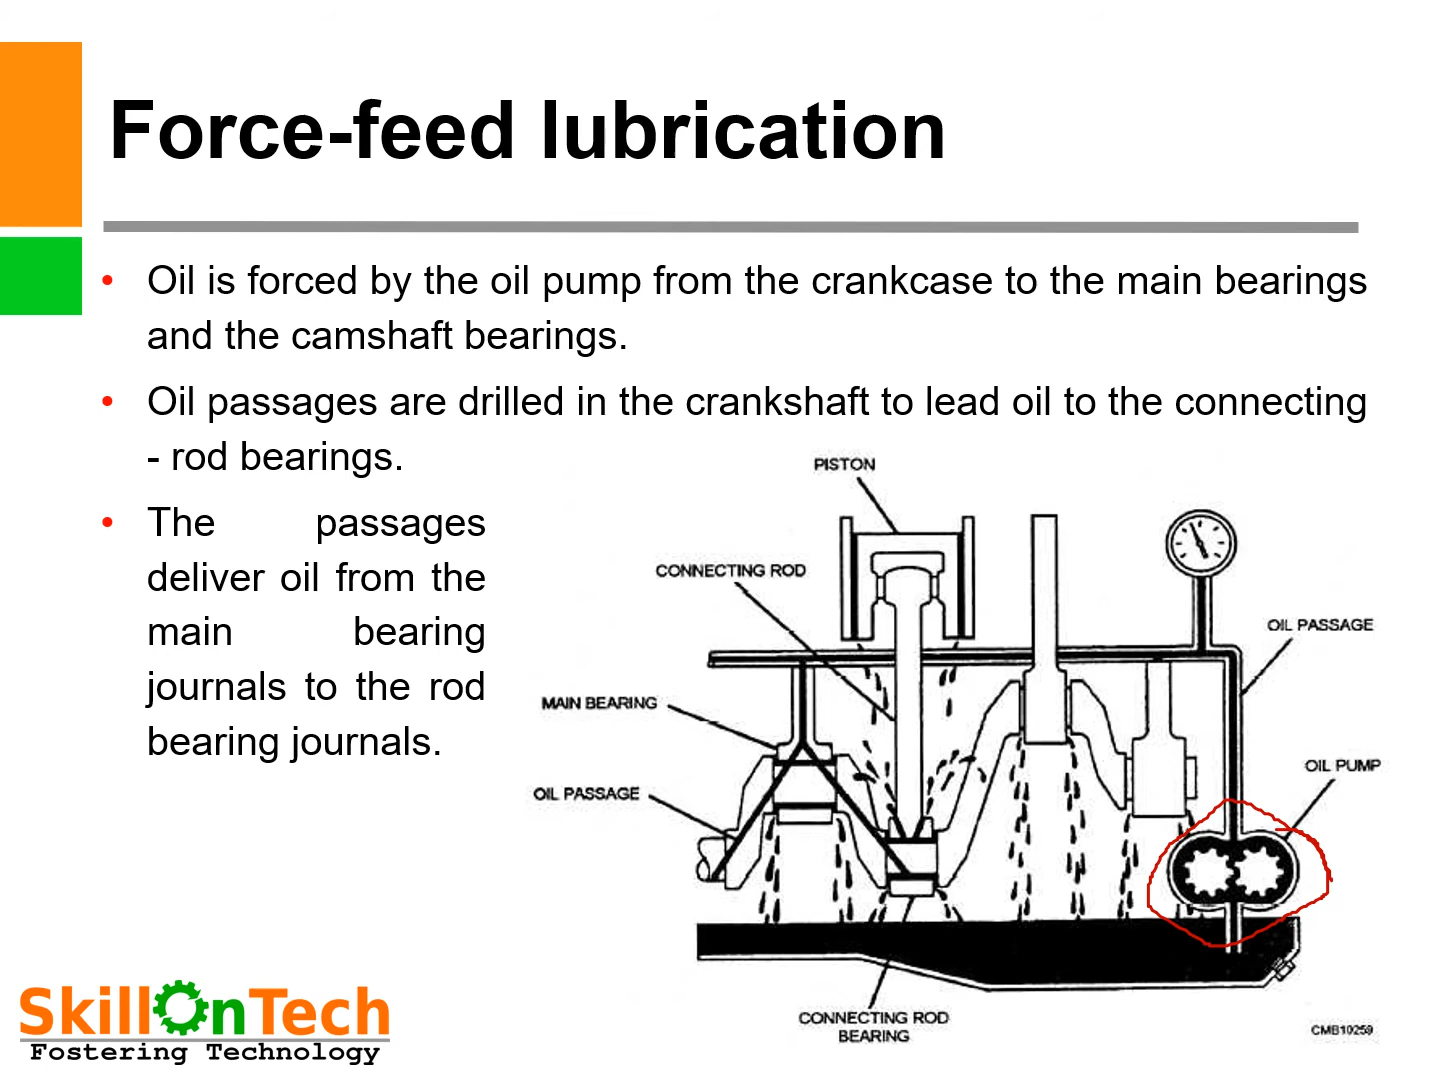 Force-feed lubrication
• Oil is forced by the oil pump from the crankcase to the main bearings
and the camshaft bearings.
• Oil passages are drilled in the crankshaft to lead oil to the connecting
- rod bearings.
• The passages
deliver oil from the
main bearing
journals to the rod
bearing journals.
PISTON
CONNECTING ROD
OIL PASSAGE
MAIN BEARING
OIL PUMP
OIL PASSAGE
CONNECTING ROD
BEARING
CMB10259
SkillOnTech
Fostering Technology